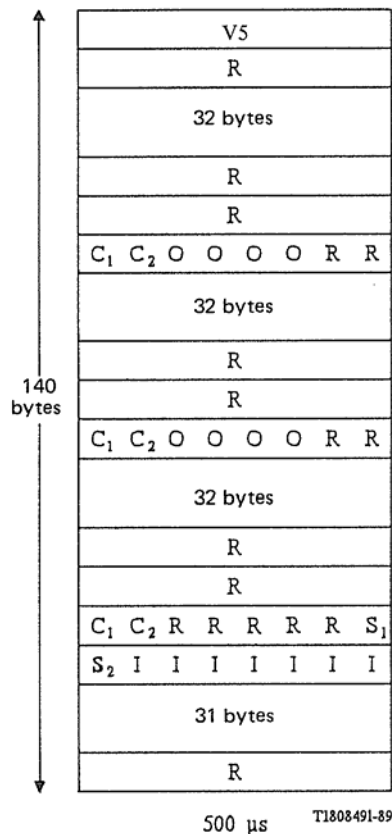 V5
R
32 bytes
R
R
C₁ C₂ O O O O R R
32 bytes
R
R
140
bytes
C₁ C₂ O O O O R R
32 bytes
R
R
C₁ C₂ R R R R R S₁
S₂ I I I I I I I
31 bytes
R
500 µs
T1808491-89